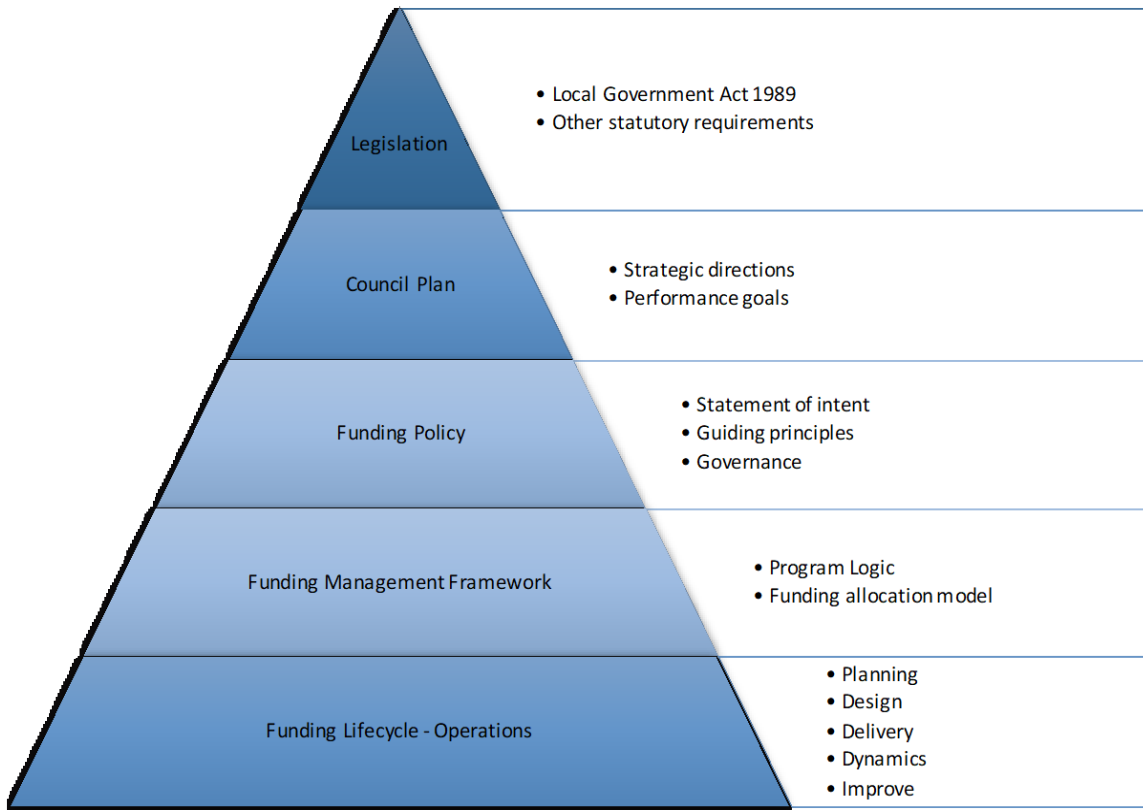 Legislation
• Local Government Act 1989
• Other statutory requirements
Council Plan
• Strategic directions
• Performance goals
Funding Policy
• Statement of intent
• Guiding principles
• Governance
Funding Management Framework
• Program Logic
• Funding allocation model
Funding Lifecycle - Operations
• Planning
• Design
• Delivery
• Dynamics
• Improve